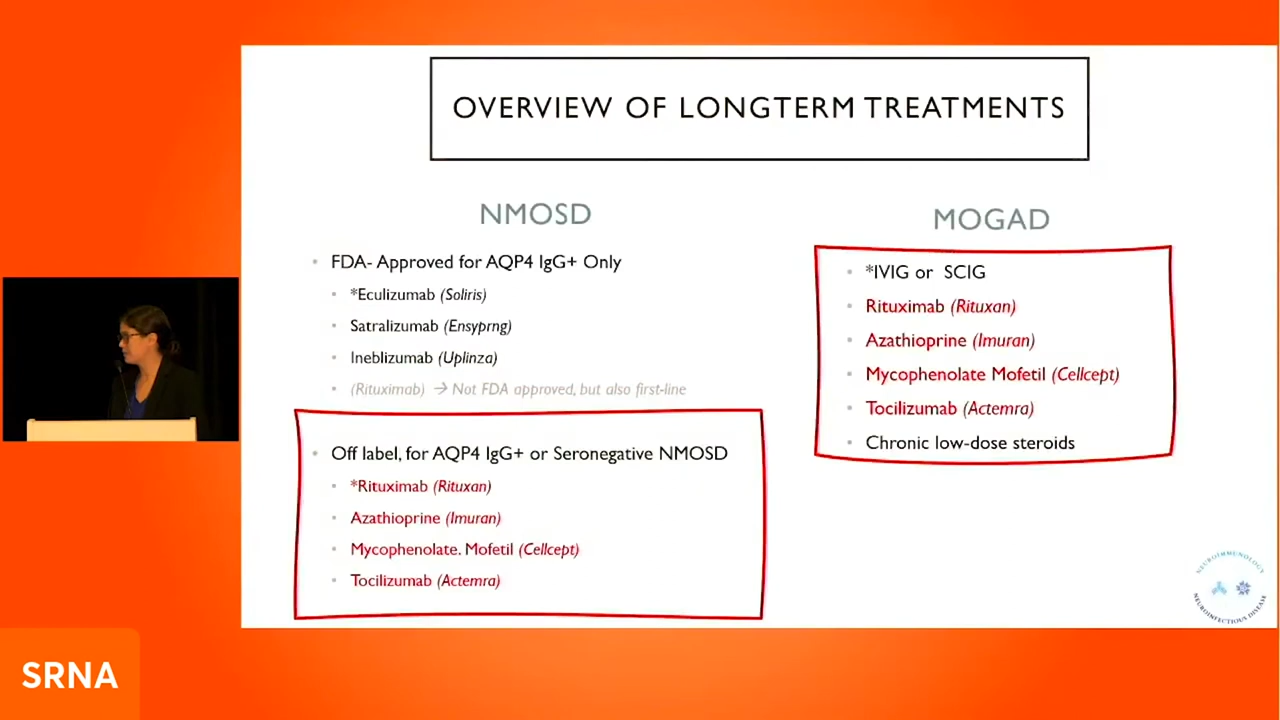 OVERVIEW OF LONGTERM TREATMENTS
NMOSD
FDA- Approved for AQP4 IgG+ Only
*Eculizumab (Soliris)
Satralizumab (Ensyprng)
Ineblizumab (Uplinza)
(Rituximab) → Not FDA approved, but also first-line
Off label, for AQP4 IgG+ or Seronegative NMOSD
*Rituximab (Rituxan)
Azathioprine (Imuran)
Mycophenolate. Mofetil (Cellcept)
Tocilizumab (Actemra)
MOGAD
*IVIG or SCIG
Rituximab (Rituxan)
Azathioprine (Imuran)
Mycophenolate Mofetil (Cellcept)
Tocilizumab (Actemra)
Chronic low-dose steroids
NEUROIMMUNOLOGY
NEUROINFECTIOUS DISEASE
SRNA